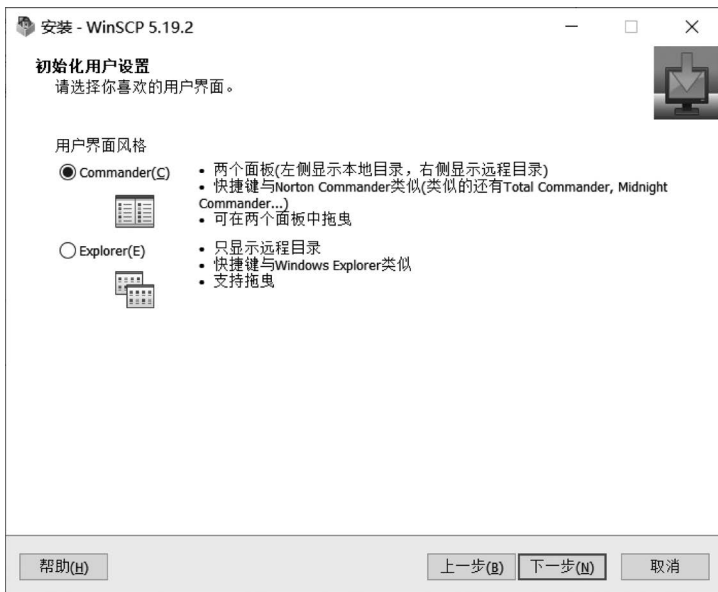 安装 - WinSCP 5.19.2
初始化用户设置
请选择你喜欢的用户界面。
用户界面风格
Commander(C)
• 两个面板(左侧显示本地目录，右侧显示远程目录)
• 快捷键与Norton Commander类似(类似的还有Total Commander, Midnight
Commander...)
• 可在两个面板中拖曳
Explorer(E)
• 只显示远程目录
• 快捷键与Windows Explorer类似
• 支持拖曳
帮助(H)
上一步(B)
下一步(N)
取消